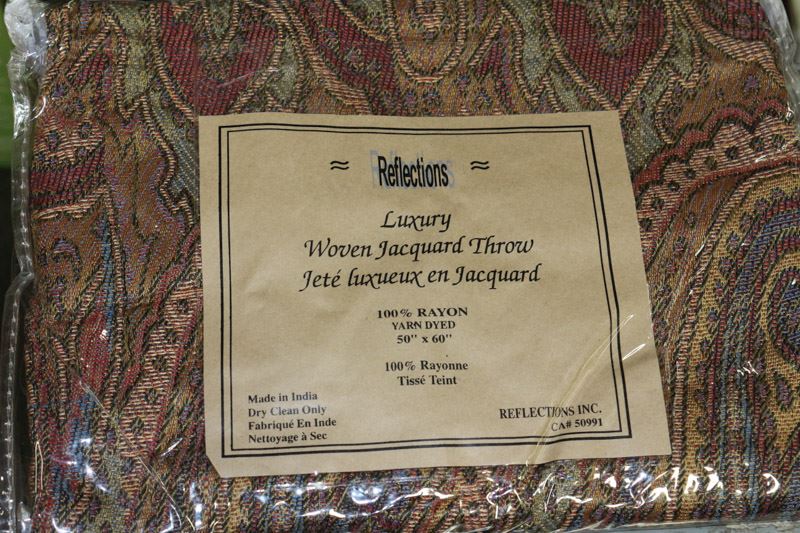 ≈ Reflections ≈
Luxury
Woven Jacquard Throw
Jeté luxueux en Jacquard
100% RAYON
YARN DYED
50" x 60"
100% Rayonne
Tissé Teint
Made in India
Dry Clean Only
Fabriqué En Inde
Nettoyage à Sec
REFLECTIONS INC.
CA# 50991